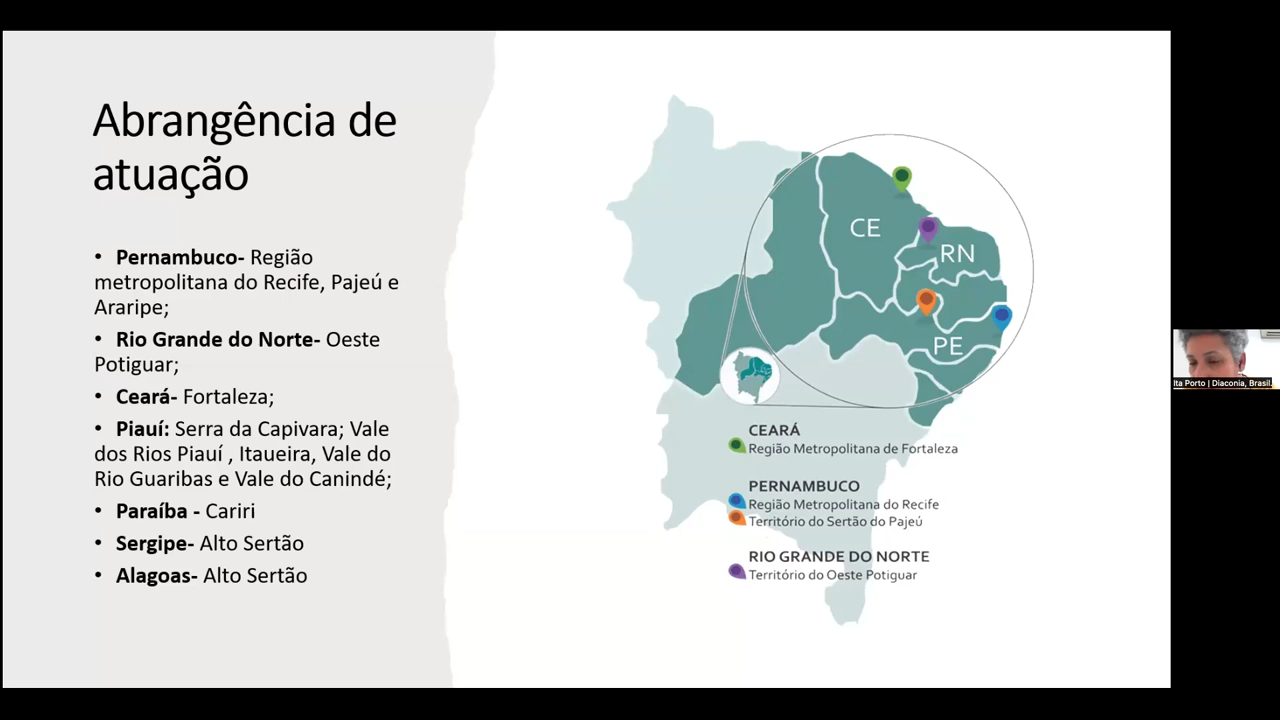 Abrangência de
atuação
• Pernambuco- Região
metropolitana do Recife, Pajeú e
Araripe;
• Rio Grande do Norte- Oeste
Potiguar;
• Ceará- Fortaleza;
• Piauí: Serra da Capivara; Vale
dos Rios Piauí , Itaueira, Vale do
Rio Guaribas e Vale do Canindé;
• Paraíba - Cariri
• Sergipe- Alto Sertão
• Alagoas- Alto Sertão
CE
RN
PE
CEARÁ
Região Metropolitana de Fortaleza
PERNAMBUCO
Região Metropolitana do Recife
Território do Sertão do Pajeú
RIO GRANDE DO NORTE
Território do Oeste Potiguar
Ita Porto | Diaconia, Brasil.